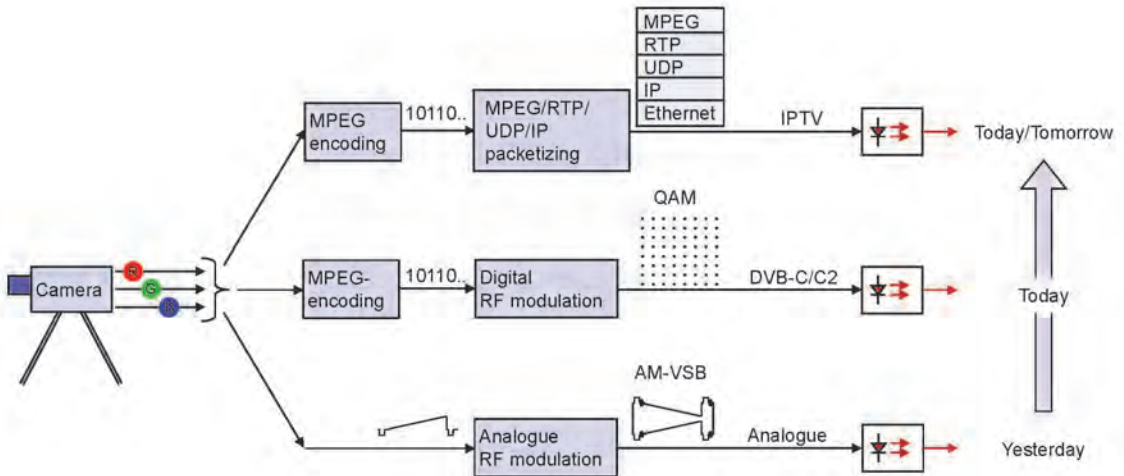 MPEG
RTP
UDP
IP
Ethernet
MPEG
encoding
10110..
MPEG/RTP/
UDP/IP
packetizing
IPTV
Today/Tomorrow
QAM
Camera
R
G
MPEG-
encoding
10110..
Digital
RF modulation
DVB-C/C2
Today
AM-VSB
Analogue
RF modulation
Analogue
Yesterday